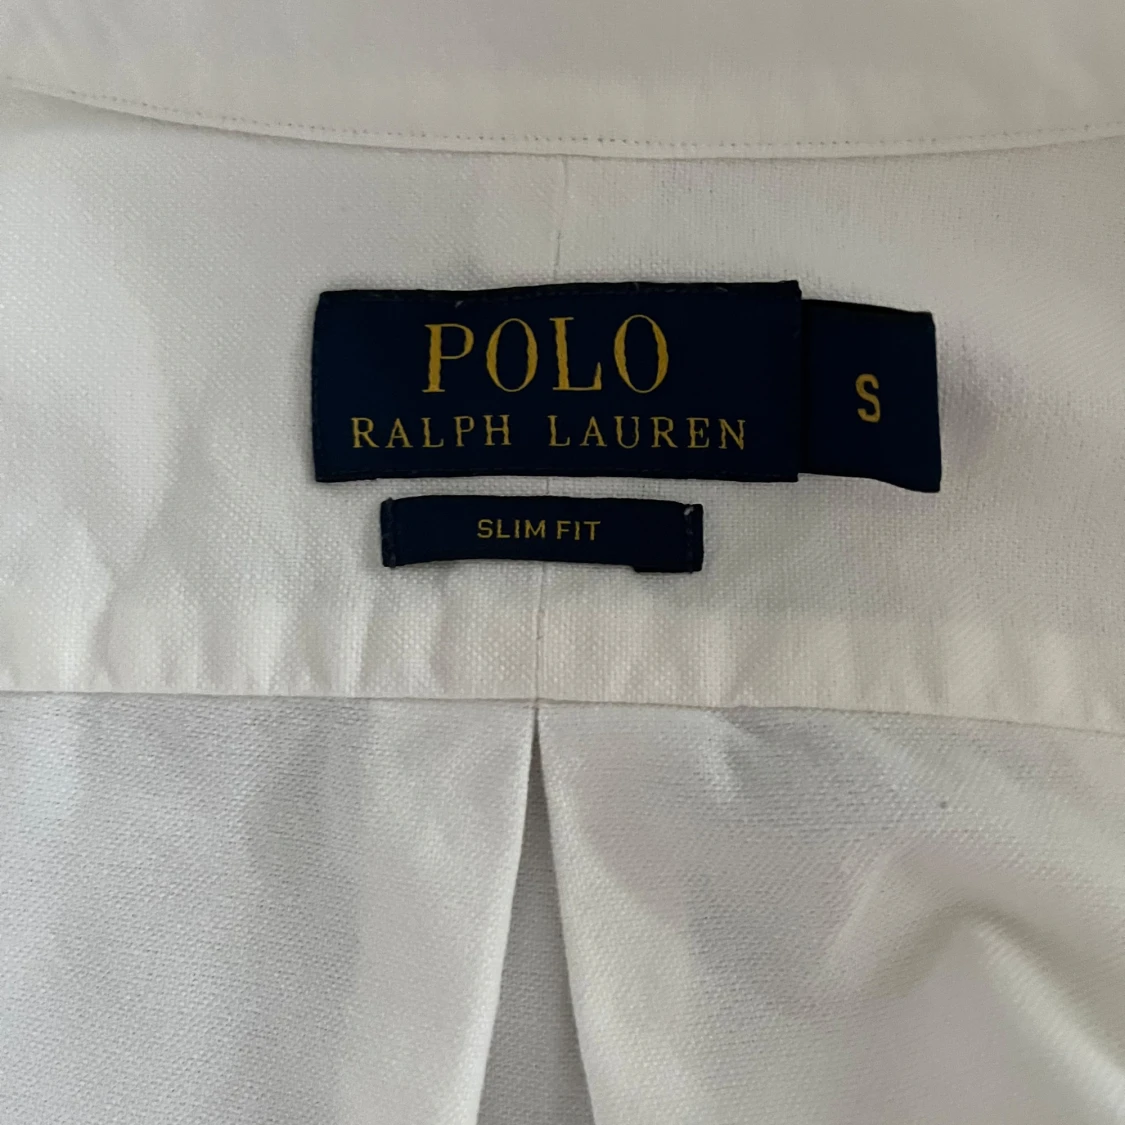 POLO
RALPH LAUREN
S
SLIM FIT